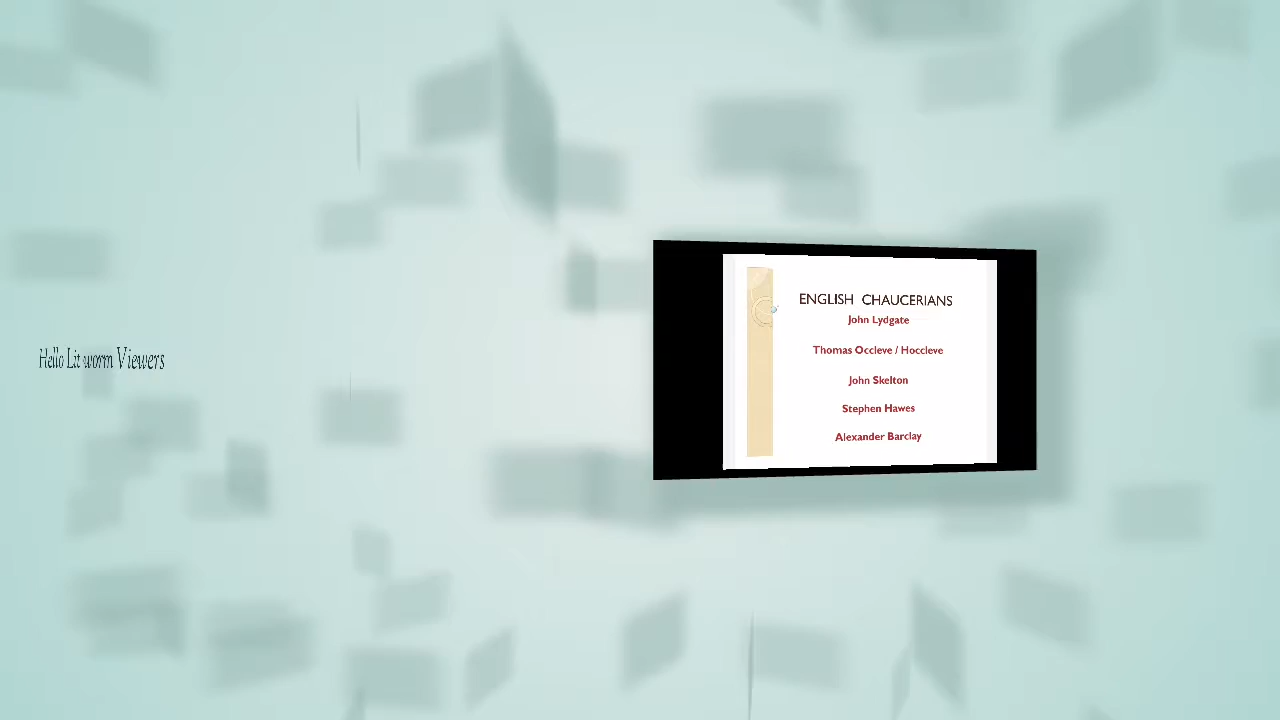 Hello Lit worm Viewers
ENGLISH CHAUCERIANS
John Lydgate
Thomas Occleve / Hoccleve
John Skelton
Stephen Hawes
Alexander Barclay